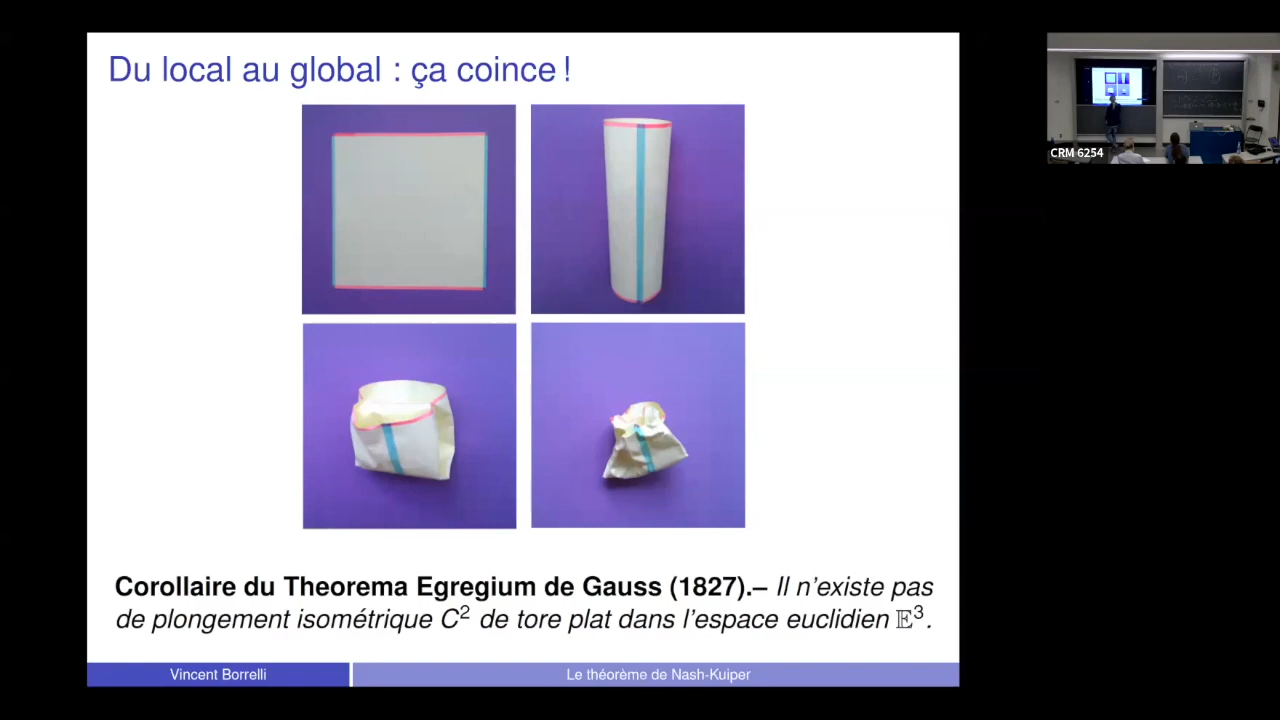 Du local au global : ça coince !
CRM 6254
Corollaire du Theorema Egregium de Gauss (1827).– Il n'existe pas
de plongement isométrique C² de tore plat dans l'espace euclidien 𝔼³.
Vincent Borrelli
Le théorème de Nash-Kuiper